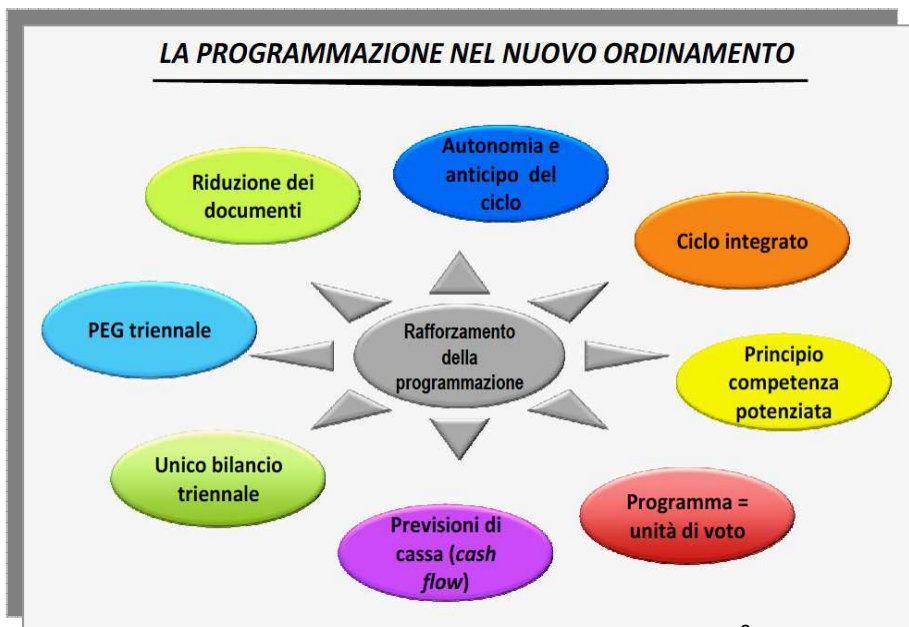 LA PROGRAMMAZIONE NEL NUOVO ORDINAMENTO
Autonomia e
anticipo del
ciclo
Riduzione dei
documenti
Ciclo integrato
PEG triennale
Rafforzamento
della
programmazione
Principio
competenza
potenziata
Unico bilancio
triennale
Programma =
unità di voto
Previsioni di
cassa (cash
flow)